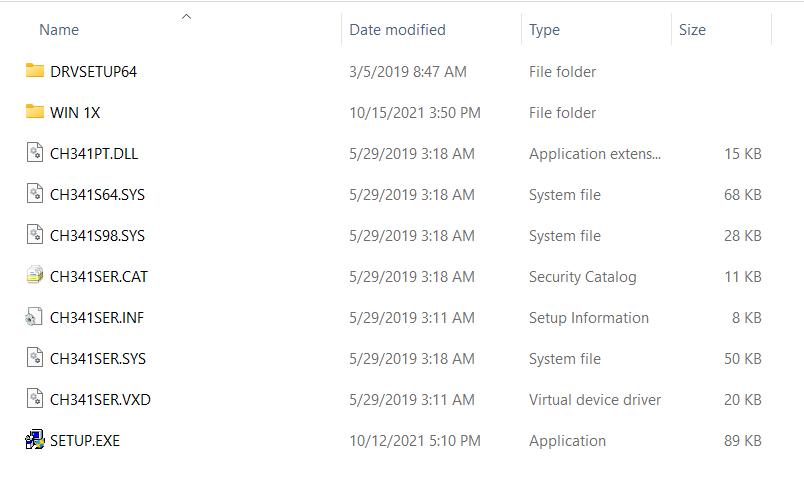 Name Date modified Type Size
DRVSETUP64 3/5/2019 8:47 AM File folder
WIN 1X 10/15/2021 3:50 PM File folder
CH341PT.DLL 5/29/2019 3:18 AM Application extens... 15 KB
CH341S64.SYS 5/29/2019 3:18 AM System file 68 KB
CH341S98.SYS 5/29/2019 3:18 AM System file 28 KB
CH341SER.CAT 5/29/2019 3:18 AM Security Catalog 11 KB
CH341SER.INF 5/29/2019 3:11 AM Setup Information 8 KB
CH341SER.SYS 5/29/2019 3:18 AM System file 50 KB
CH341SER.VXD 5/29/2019 3:11 AM Virtual device driver 20 KB
SETUP.EXE 10/12/2021 5:10 PM Application 89 KB